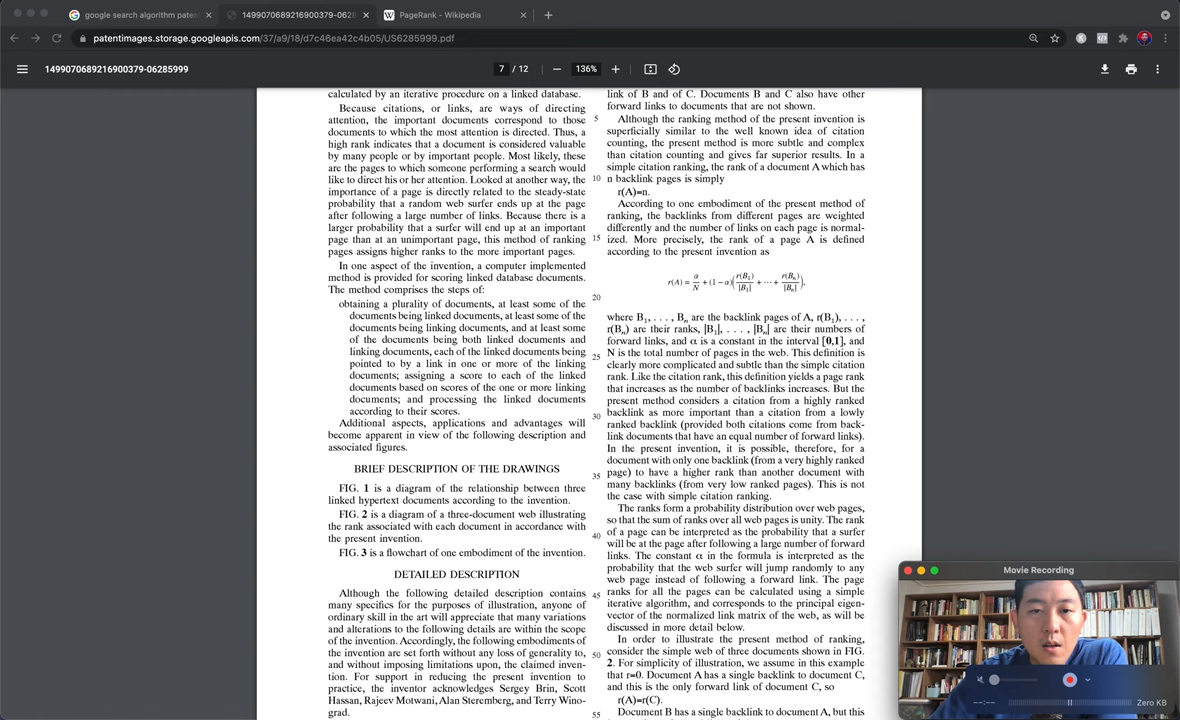 google search algorithm paten
1499070689216900379-0628
PageRank - Wikipedia
patentimages.storage.googleapis.com/37/a9/18/d7c46ea42c4b05/US6285999.pdf
1499070689216900379-06285999
7 / 12
136%
calculated by an iterative procedure on a linked database.
Because citations, or links, are ways of directing
attention, the important documents correspond to those
documents to which the most attention is directed. Thus, a
high rank indicates that a document is considered valuable
by many people or by important people. Most likely, these
are the pages to which someone performing a search would
like to direct his or her attention. Looked at another way, the
importance of a page is directly related to the steady-state
probability that a random web surfer ends up at the page
after following a large number of links. Because there is a
larger probability that a surfer will end up at an important
page than at an unimportant page, this method of ranking
pages assigns higher ranks to the more important pages.
In one aspect of the invention, a computer implemented
method is provided for scoring linked database documents.
The method comprises the steps of:
obtaining a plurality of documents, at least some of the
documents being linked documents, at least some of the
documents being linking documents, and at least some
of the documents being both linked documents and
linking documents, each of the linked documents being
pointed to by a link in one or more of the linking
documents; assigning a score to each of the linked
documents based on scores of the one or more linking
documents; and processing the linked documents
according to their scores.
Additional aspects, applications and advantages will
become apparent in view of the following description and
associated figures.
BRIEF DESCRIPTION OF THE DRAWINGS
FIG. 1 is a diagram of the relationship between three
linked hypertext documents according to the invention.
FIG. 2 is a diagram of a three-document web illustrating
the rank associated with each document in accordance with
the present invention.
FIG. 3 is a flowchart of one embodiment of the invention.
DETAILED DESCRIPTION
Although the following detailed description contains
many specifics for the purposes of illustration, anyone of
ordinary skill in the art will appreciate that many variations
and alterations to the following details are within the scope
of the invention. Accordingly, the following embodiments of
the invention are set forth without any loss of generality to,
and without imposing limitations upon, the claimed inven-
tion. For support in reducing the present invention to
practice, the inventor acknowledges Sergey Brin, Scott
Hassan, Rajeev Motwani, Alan Steremberg, and Terry Wino-
grad.
5
10
15
20
25
30
35
40
45
50
55
link of B and of C. Documents B and C also have other
forward links to documents that are not shown.
Although the ranking method of the present invention is
superficially similar to the well known idea of citation
counting, the present method is more subtle and complex
than citation counting and gives far superior results. In a
simple citation ranking, the rank of a document A which has
n backlink pages is simply
r(A)=n.
According to one embodiment of the present method of
ranking, the backlinks from different pages are weighted
differently and the number of links on each page is normal-
ized. More precisely, the rank of a page A is defined
according to the present invention as
r(A) = α/N + (1 − α)(r(B1)/|B1| + ··· + r(Bn)/|Bn|),
where B1, . . . , Bn are the backlink pages of A, r(B1), . . . ,
r(Bn) are their ranks, |B1|, . . . , |Bn| are their numbers of
forward links, and α is a constant in the interval [0,1], and
N is the total number of pages in the web. This definition is
clearly more complicated and subtle than the simple citation
rank. Like the citation rank, this definition yields a page rank
that increases as the number of backlinks increases. But the
present method considers a citation from a highly ranked
backlink as more important than a citation from a lowly
ranked backlink (provided both citations come from back-
link documents that have an equal number of forward links).
In the present invention, it is possible, therefore, for a
document with only one backlink (from a very highly ranked
page) to have a higher rank than another document with
many backlinks (from very low ranked pages). This is not
the case with simple citation ranking.
The ranks form a probability distribution over web pages,
so that the sum of ranks over all web pages is unity. The rank
of a page can be interpreted as the probability that a surfer
will be at the page after following a large number of forward
links. The constant α in the formula is interpreted as the
probability that the web surfer will jump randomly to any
web page instead of following a forward link. The page
ranks for all the pages can be calculated using a simple
iterative algorithm, and corresponds to the principal eigen-
vector of the normalized link matrix of the web, as will be
discussed in more detail below.
In order to illustrate the present method of ranking,
consider the simple web of three documents shown in FIG.
2. For simplicity of illustration, we assume in this example
that r=0. Document A has a single backlink to document C,
and this is the only forward link of document C, so
r(A)=r(C).
Document B has a single backlink to document A, but this
Movie Recording
--:--
Zero KB